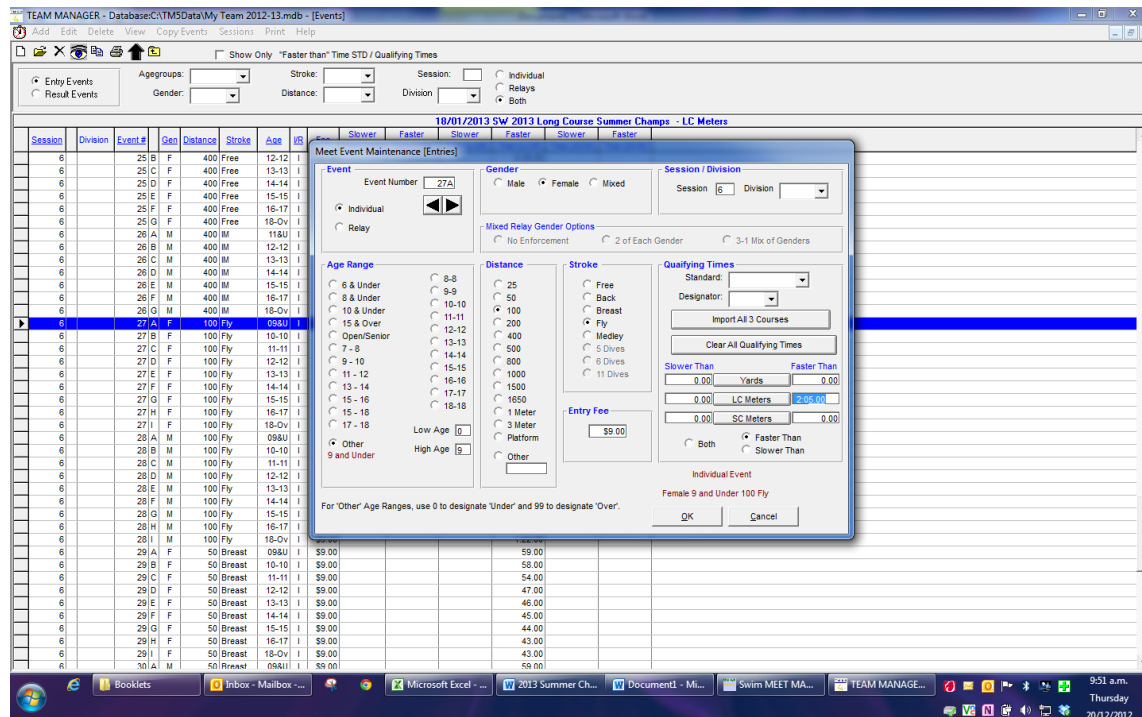 TEAM MANAGER - Database:C:\TM5Data\My Team 2012-13.mdb - [Events]
Add Edit Delete View Copy Events Sessions Print Help
Show Only "Faster than" Time STD / Qualifying Times
Entry Events
Result Events
Agegroups: Stroke: Session: Individual
Gender: Distance: Division Relays
Both
18/01/2013 SW 2013 Long Course Summer Champs - LC Meters
Session Division Event # Gen Distance Stroke Age I/R Fee Slower Faster Slower Faster Slower Faster
6 25 B F 400 Free 12-12 I
6 25 C F 400 Free 13-13 I
6 25 D F 400 Free 14-14 I
6 25 E F 400 Free 15-15 I
6 25 F F 400 Free 16-17 I
6 25 G F 400 Free 18-Ov I
6 26 A M 400 IM 11&U I
6 26 B M 400 IM 12-12 I
6 26 C M 400 IM 13-13 I
6 26 D M 400 IM 14-14 I
6 26 E M 400 IM 15-15 I
6 26 F M 400 IM 16-17 I
6 26 G M 400 IM 18-Ov I
6 27 A F 100 Fly 09&U I
6 27 B F 100 Fly 10-10 I
6 27 C F 100 Fly 11-11 I
6 27 D F 100 Fly 12-12 I
6 27 E F 100 Fly 13-13 I
6 27 F F 100 Fly 14-14 I
6 27 G F 100 Fly 15-15 I
6 27 H F 100 Fly 16-17 I
6 27 I F 100 Fly 18-Ov I
6 28 A M 100 Fly 09&U I
6 28 B M 100 Fly 10-10 I
6 28 C M 100 Fly 11-11 I
6 28 D M 100 Fly 12-12 I
6 28 E M 100 Fly 13-13 I
6 28 F M 100 Fly 14-14 I
6 28 G M 100 Fly 15-15 I
6 28 H M 100 Fly 16-17 I
6 28 I M 100 Fly 18-Ov I $9.00 1:22.00
6 29 A F 50 Breast 09&U I $9.00 59.00
6 29 B F 50 Breast 10-10 I $9.00 58.00
6 29 C F 50 Breast 11-11 I $9.00 54.00
6 29 D F 50 Breast 12-12 I $9.00 47.00
6 29 E F 50 Breast 13-13 I $9.00 46.00
6 29 F F 50 Breast 14-14 I $9.00 45.00
6 29 G F 50 Breast 15-15 I $9.00 44.00
6 29 H F 50 Breast 16-17 I $9.00 43.00
6 29 I F 50 Breast 18-Ov I $9.00 43.00
6 30 A M 50 Breast 09&U I $9.00 59.00
Meet Event Maintenance [Entries]
Event
Event Number 27A
Individual
Relay
Gender
Male Female Mixed
Session / Division
Session 6 Division
Mixed Relay Gender Options
No Enforcement 2 of Each Gender 3-1 Mix of Genders
Age Range
6 & Under
8 & Under
10 & Under
15 & Over
Open/Senior
7 - 8
9 - 10
11 - 12
13 - 14
15 - 16
15 - 18
17 - 18
Other
9 and Under
8-8
9-9
10-10
11-11
12-12
13-13
14-14
15-15
16-16
17-17
18-18
Low Age 0
High Age 9
Distance
25
50
100
200
400
500
800
1000
1500
1650
1 Meter
3 Meter
Platform
Other
Stroke
Free
Back
Breast
Fly
Medley
5 Dives
6 Dives
11 Dives
Entry Fee
$9.00
Quaifying Times
Standard:
Designator:
Import All 3 Courses
Clear All Qualifying Times
Slower Than Faster Than
0.00 Yards 0.00
0.00 LC Meters 2:05.00
0.00 SC Meters 0.00
Both Faster Than
Slower Than
Individual Event
Female 9 and Under 100 Fly
For 'Other' Age Ranges, use 0 to designate 'Under' and 99 to designate 'Over'.
OK Cancel
Booklets Inbox - Mailbox -... Microsoft Excel - ... 2013 Summer Ch... Document1 - Mi... Swim MEET MA... TEAM MANAGE...
9:51 a.m.
Thursday
20/12/2012